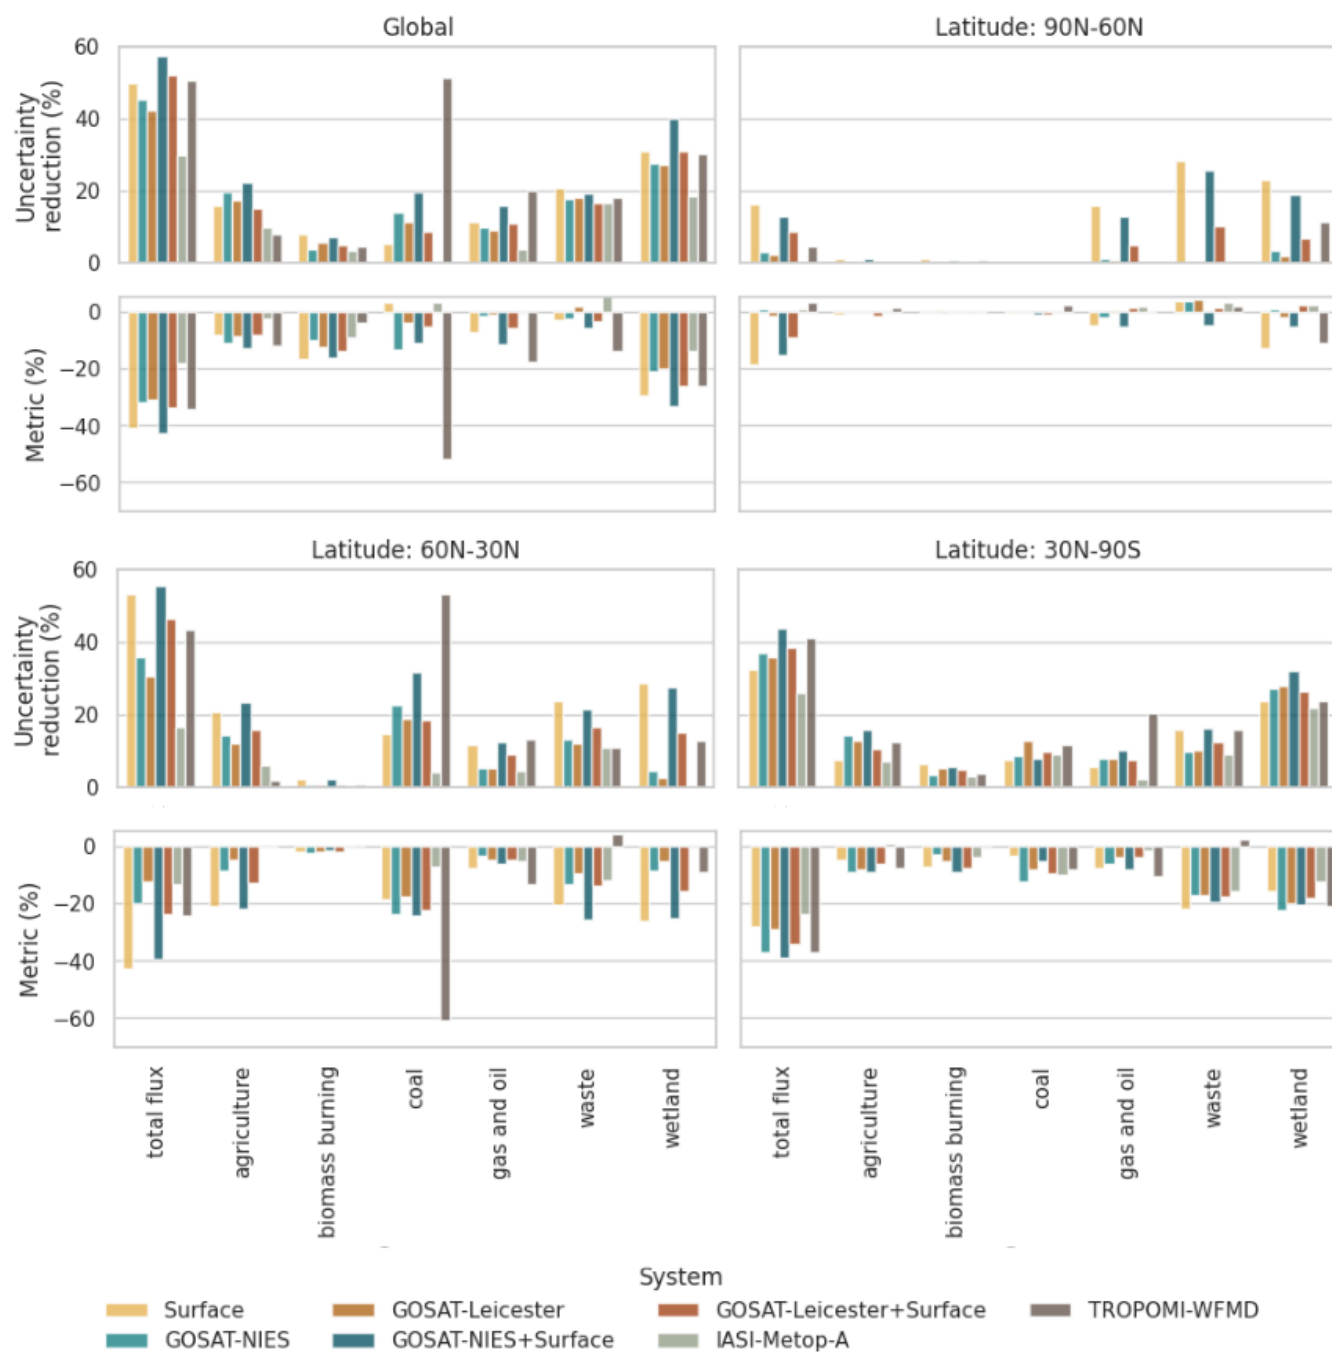 Global
Latitude: 90N-60N
Uncertainty
reduction (%)
60
40
20
0
Metric (%)
0
−20
−40
−60
Latitude: 60N-30N
Latitude: 30N-90S
Uncertainty
reduction (%)
60
40
20
0
Metric (%)
0
−20
−40
−60
total flux
agriculture
biomass burning
coal
gas and oil
waste
wetland
total flux
agriculture
biomass burning
coal
gas and oil
waste
wetland
System
Surface
GOSAT-NIES
GOSAT-Leicester
GOSAT-NIES+Surface
GOSAT-Leicester+Surface
IASI-Metop-A
TROPOMI-WFMD